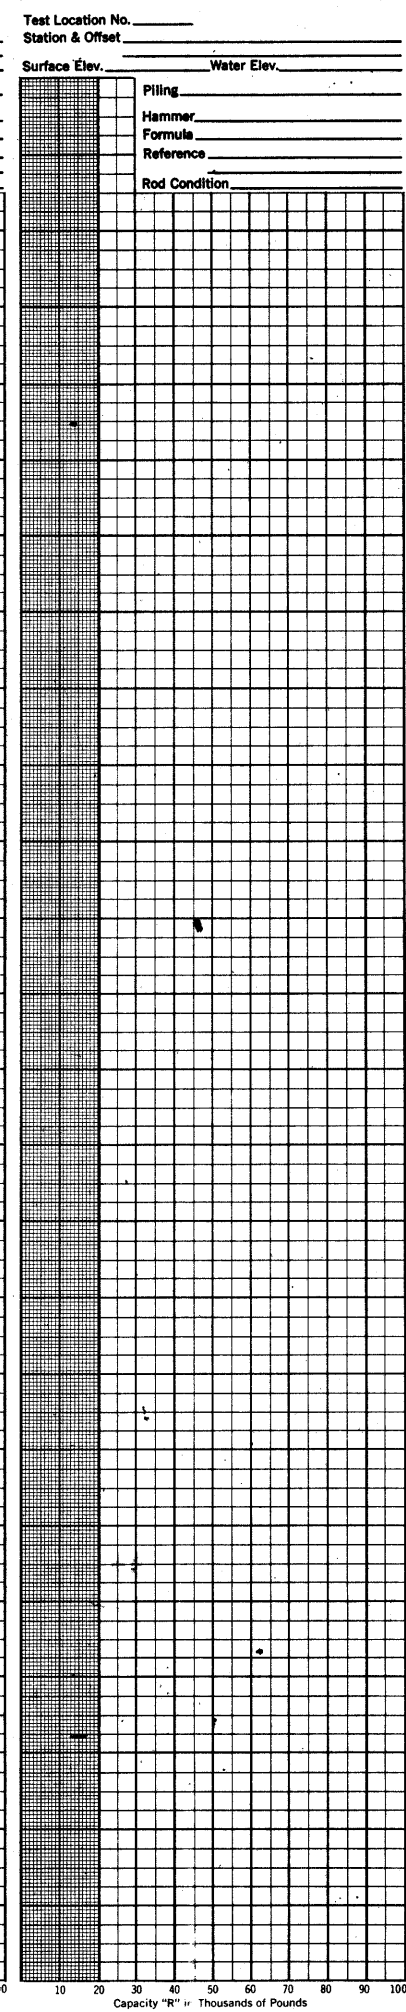 Test Location No.
Station & Offset
Surface Elev. Water Elev.
Piling
Hammer
Formula
Reference
Rod Condition
10 20 30 40 50 60 70 80 90 100
Capacity "R" in Thousands of Pounds